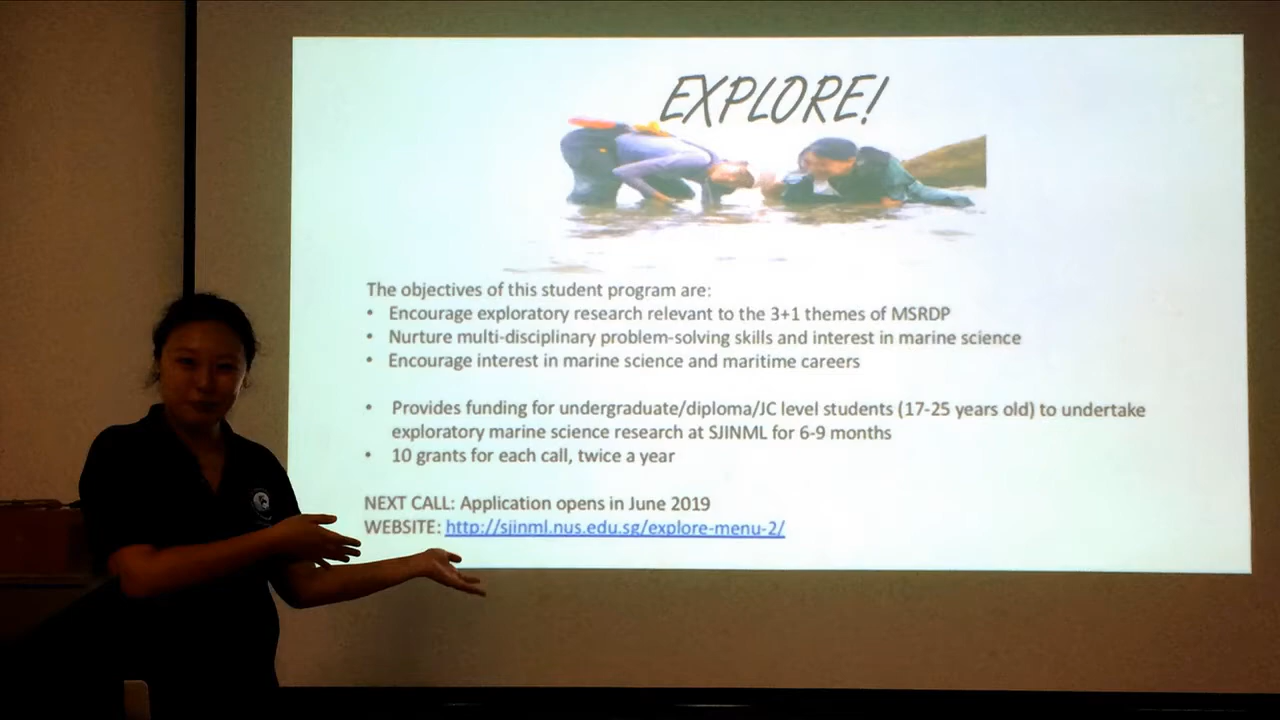 EXPLORE!
The objectives of this student program are:
• Encourage exploratory research relevant to the 3+1 themes of MSRDP
• Nurture multi-disciplinary problem-solving skills and interest in marine science
• Encourage interest in marine science and maritime careers
• Provides funding for undergraduate/diploma/JC level students (17-25 years old) to undertake
exploratory marine science research at SJINML for 6-9 months
• 10 grants for each call, twice a year
NEXT CALL: Application opens in June 2019
WEBSITE: http://sjinml.nus.edu.sg/explore-menu-2/